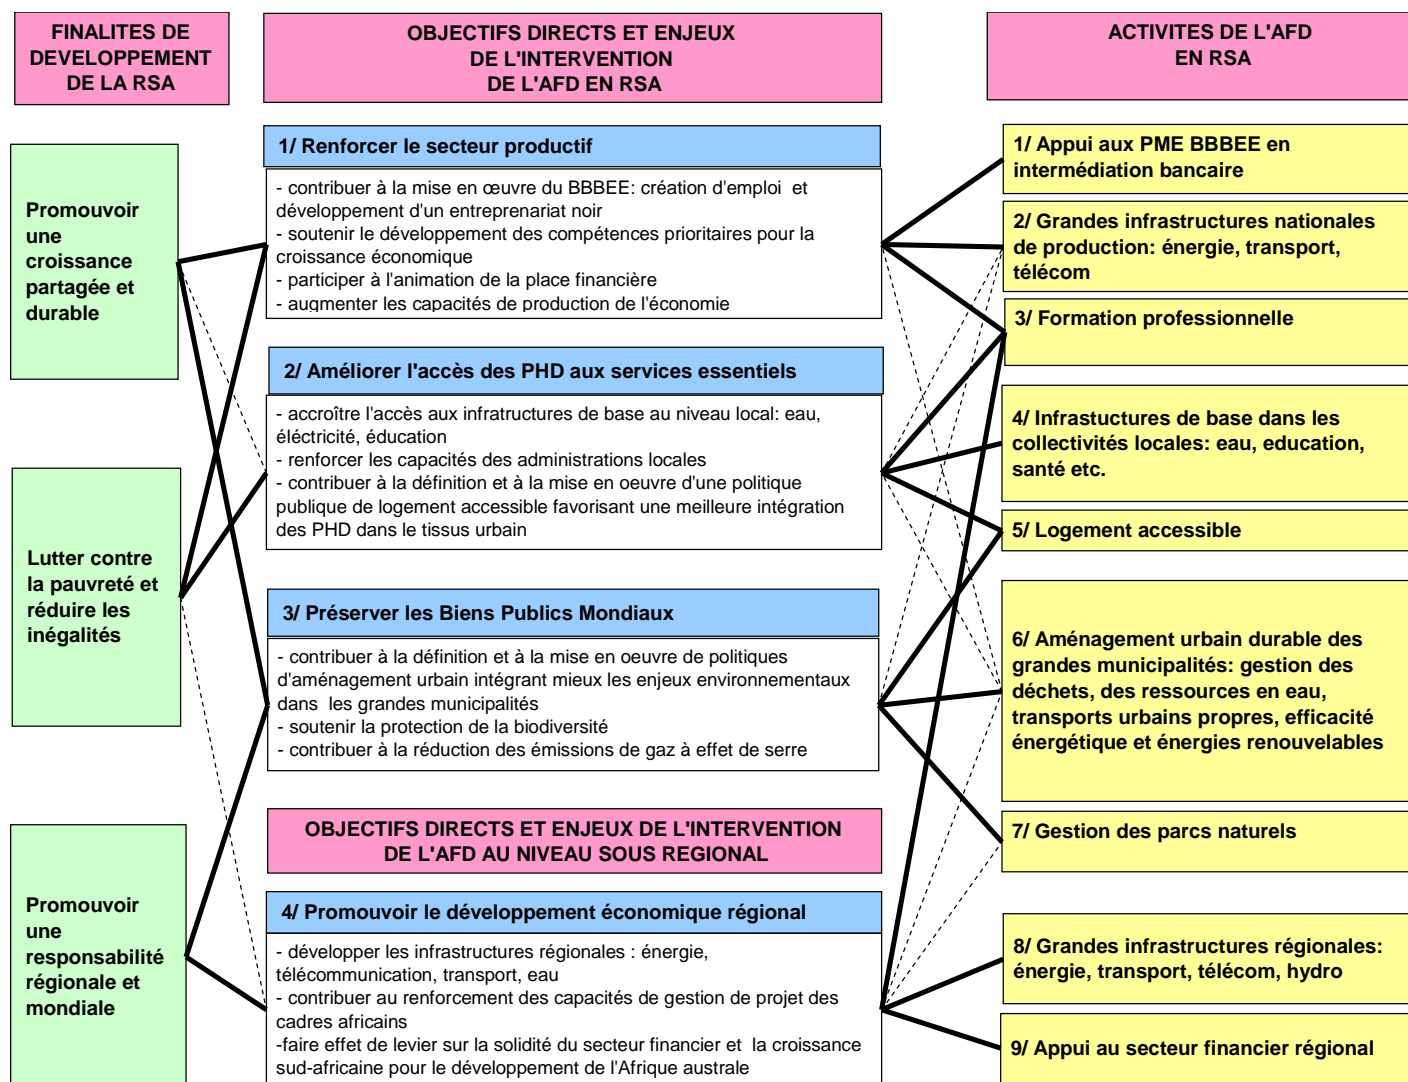 FINALITES DE
DEVELOPPEMENT
DE LA RSA
OBJECTIFS DIRECTS ET ENJEUX
DE L'INTERVENTION
DE L'AFD EN RSA
ACTIVITES DE L'AFD
EN RSA
Promouvoir
une
croissance
partagée et
durable
Lutter contre
la pauvreté et
réduire les
inégalités
Promouvoir
une
responsabilité
régionale et
mondiale
1/ Renforcer le secteur productif
- contribuer à la mise en œuvre du BBBEE: création d'emploi et
développement d'un entreprenariat noir
- soutenir le développement des compétences prioritaires pour la
croissance économique
- participer à l'animation de la place financière
- augmenter les capacités de production de l'économie
2/ Améliorer l'accès des PHD aux services essentiels
- accroître l'accès aux infratructures de base au niveau local: eau,
éléctricité, éducation
- renforcer les capacités des administrations locales
- contribuer à la définition et à la mise en oeuvre d'une politique
publique de logement accessible favorisant une meilleure intégration
des PHD dans le tissus urbain
3/ Préserver les Biens Publics Mondiaux
- contribuer à la définition et à la mise en oeuvre de politiques
d'aménagement urbain intégrant mieux les enjeux environnementaux
dans les grandes municipalités
- soutenir la protection de la biodiversité
- contribuer à la réduction des émissions de gaz à effet de serre
OBJECTIFS DIRECTS ET ENJEUX DE L'INTERVENTION
DE L'AFD AU NIVEAU SOUS REGIONAL
4/ Promouvoir le développement économique régional
- développer les infrastructures régionales : énergie,
télécommunication, transport, eau
- contribuer au renforcement des capacités de gestion de projet des
cadres africains
-faire effet de levier sur la solidité du secteur financier et la croissance
sud-africaine pour le développement de l'Afrique australe
1/ Appui aux PME BBBEE en
intermédiation bancaire
2/ Grandes infrastructures nationales
de production: énergie, transport,
télécom
3/ Formation professionnelle
4/ Infrastuctures de base dans les
collectivités locales: eau, education,
santé etc.
5/ Logement accessible
6/ Aménagement urbain durable des
grandes municipalités: gestion des
déchets, des ressources en eau,
transports urbains propres, efficacité
énergétique et énergies renouvelables
7/ Gestion des parcs naturels
8/ Grandes infrastructures régionales:
énergie, transport, télécom, hydro
9/ Appui au secteur financier régional